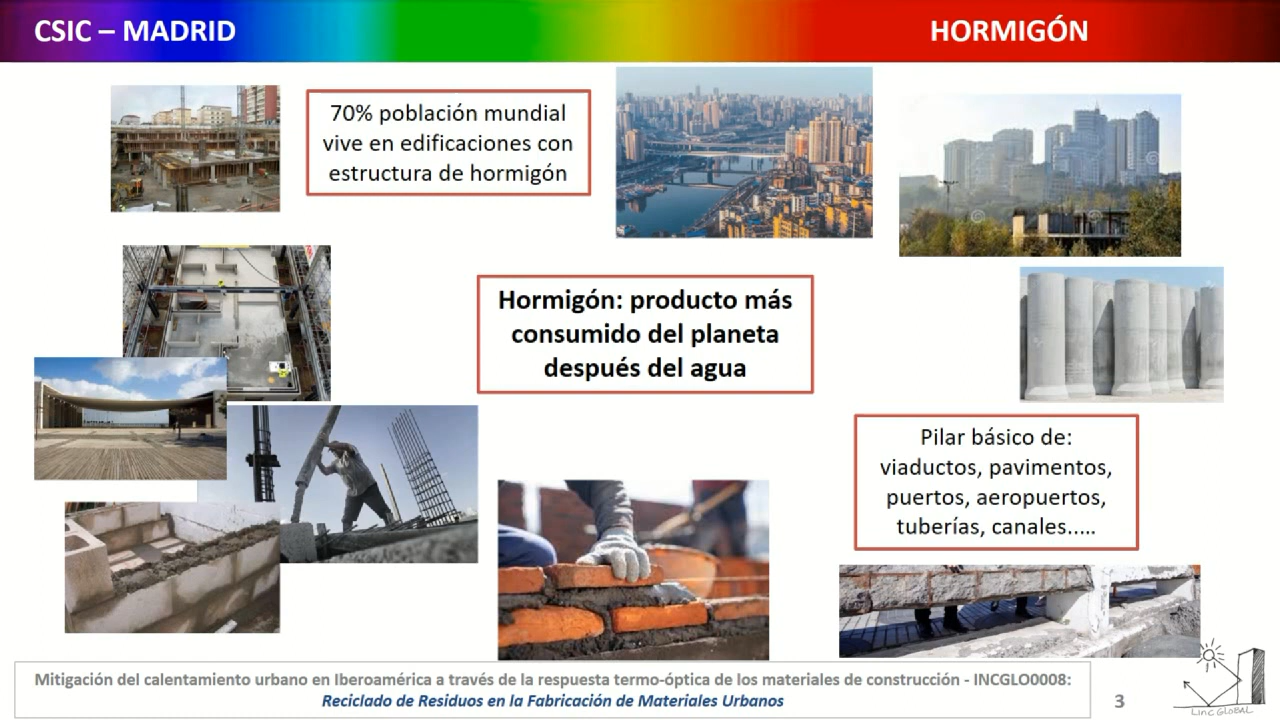 CSIC – MADRID
HORMIGÓN
70% población mundial
vive en edificaciones con
estructura de hormigón
Hormigón: producto más
consumido del planeta
después del agua
Pilar básico de:
viaductos, pavimentos,
puertos, aeropuertos,
tuberías, canales.....
Mitigación del calentamiento urbano en Iberoamérica a través de la respuesta termo-óptica de los materiales de construcción - INCGLO0008:
Reciclado de Residuos en la Fabricación de Materiales Urbanos
3
LINCGLOBAL